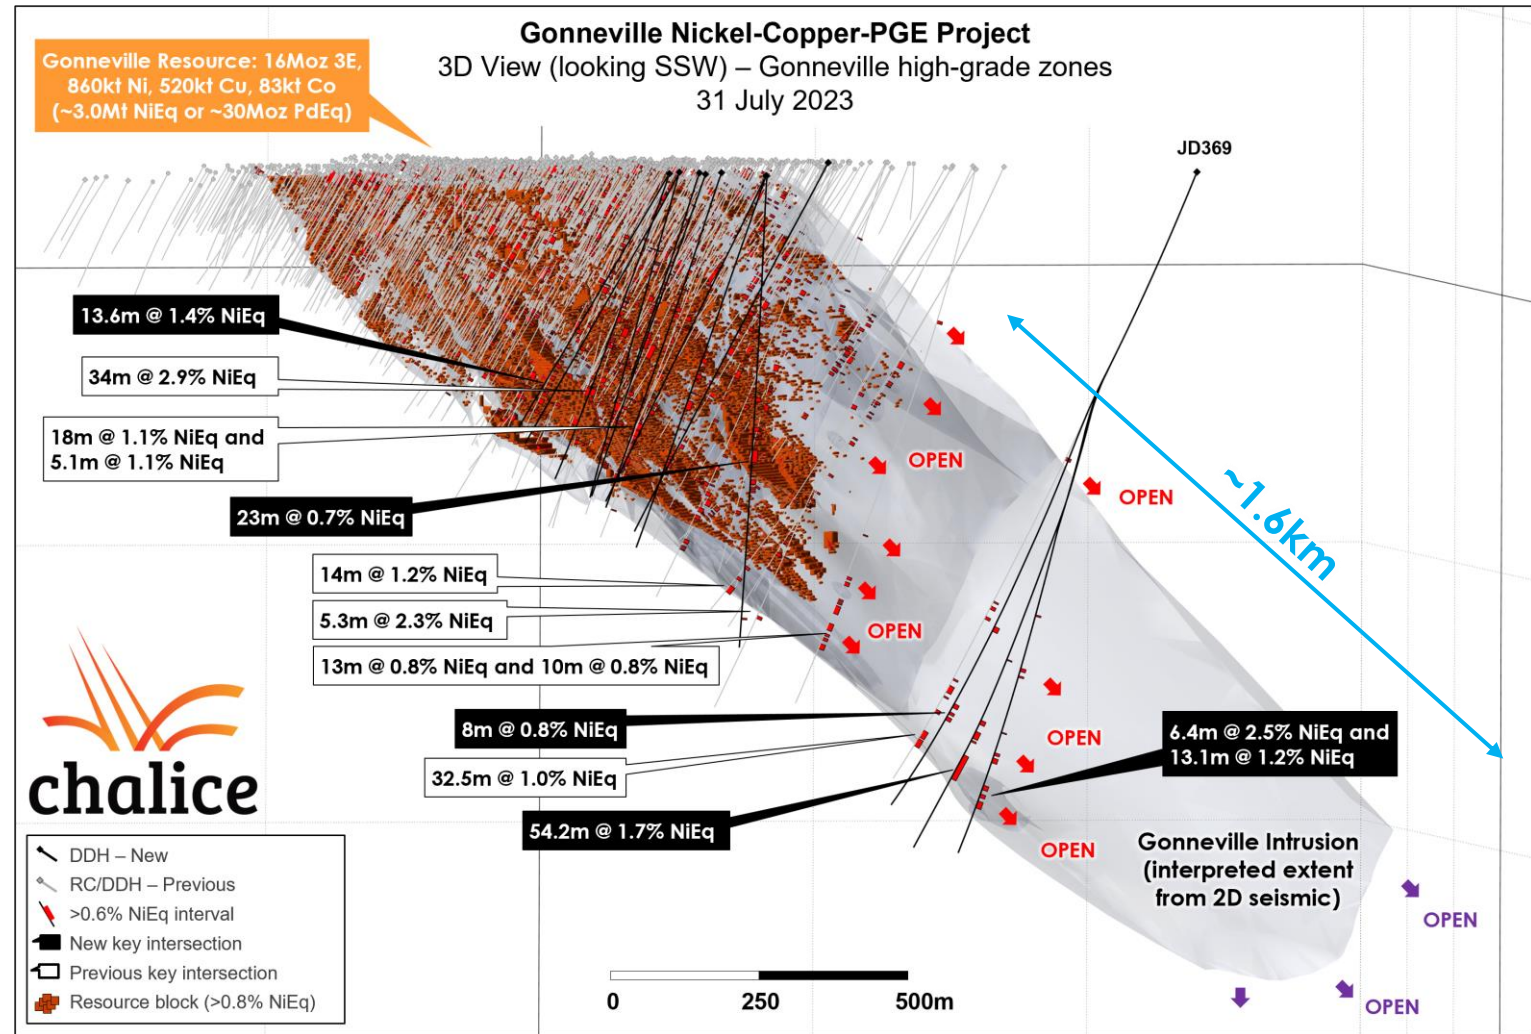 Gonneville Nickel-Copper-PGE Project
3D View (looking SSW) – Gonneville high-grade zones
31 July 2023
Gonneville Resource: 16Moz 3E,
860kt Ni, 520kt Cu, 83kt Co
(~3.0Mt NiEq or ~30Moz PdEq)
JD369
13.6m @ 1.4% NiEq
34m @ 2.9% NiEq
18m @ 1.1% NiEq and
5.1m @ 1.1% NiEq
23m @ 0.7% NiEq
14m @ 1.2% NiEq
5.3m @ 2.3% NiEq
13m @ 0.8% NiEq and 10m @ 0.8% NiEq
8m @ 0.8% NiEq
32.5m @ 1.0% NiEq
54.2m @ 1.7% NiEq
6.4m @ 2.5% NiEq and
13.1m @ 1.2% NiEq
OPEN
OPEN
OPEN
OPEN
OPEN
~1.6km
Gonneville Intrusion
(interpreted extent
from 2D seismic)
OPEN
OPEN
chalice
DDH – New
RC/DDH – Previous
>0.6% NiEq interval
New key intersection
Previous key intersection
Resource block (>0.8% NiEq)
0 250 500m